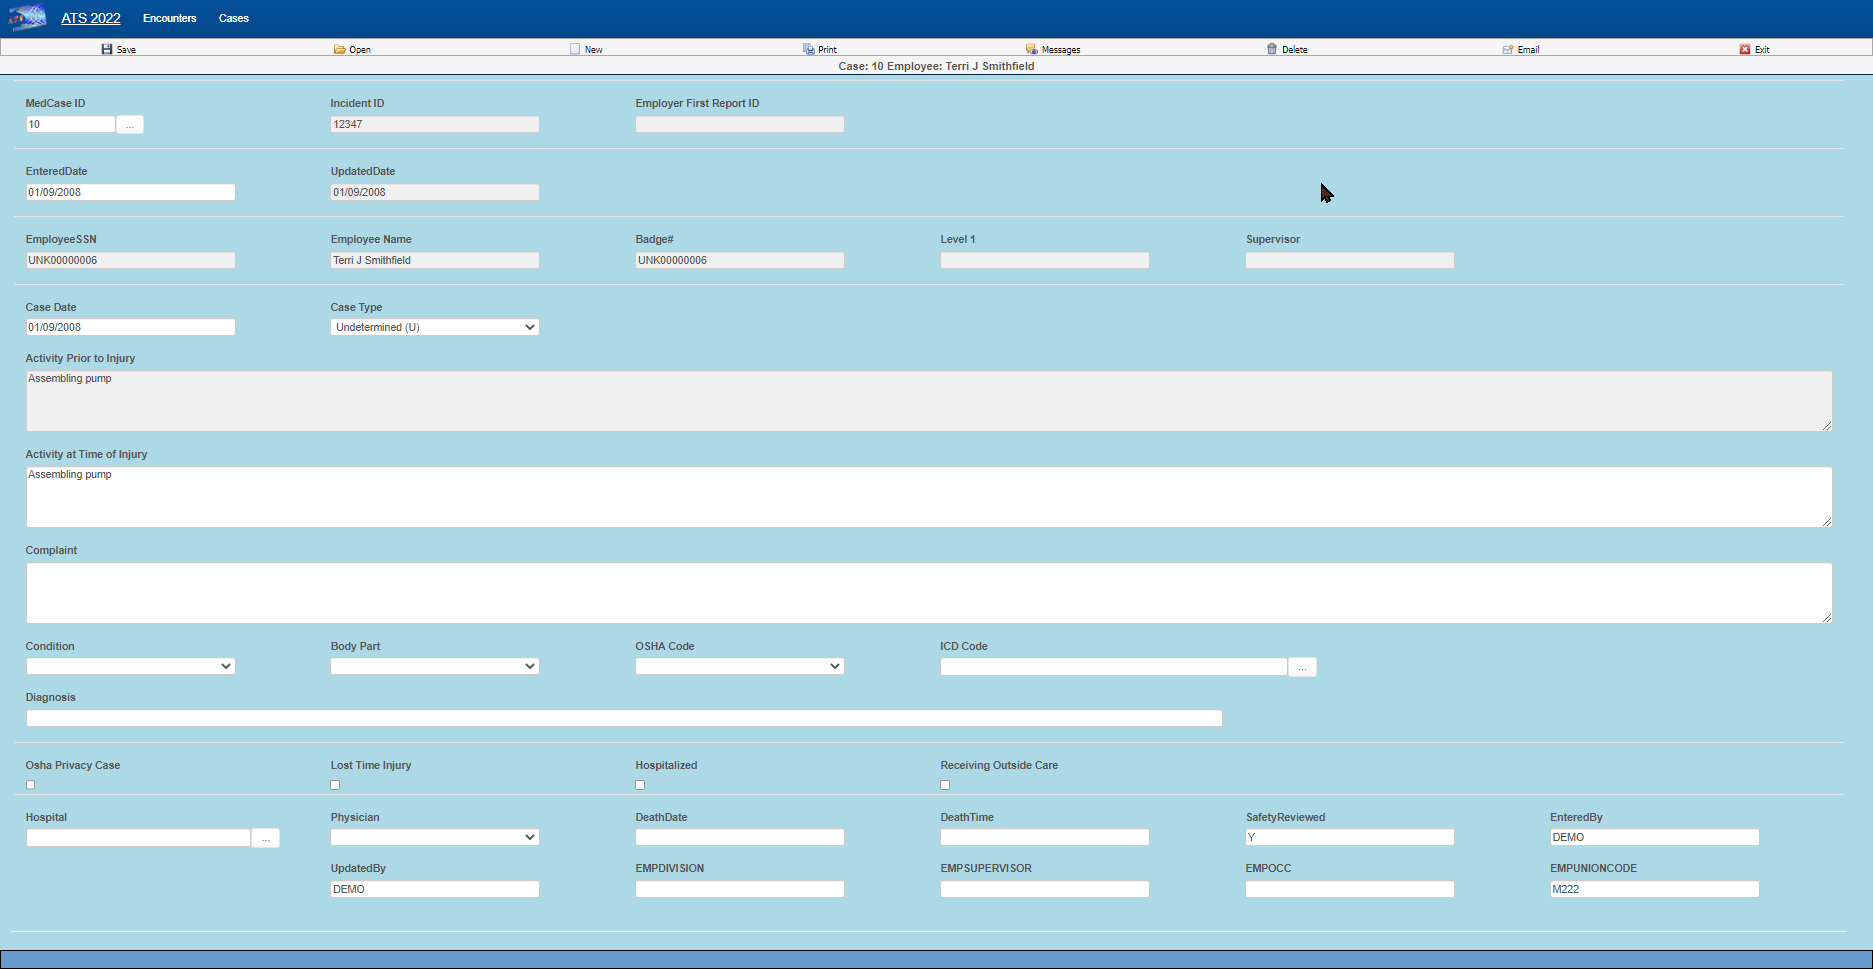 ATS
ATS 2022 Encounters Cases
Save Open New Print Messages Delete Email Exit
Case: 10 Employee: Terri J Smithfield
MedCase ID Incident ID Employer First Report ID
10 ... 12347
EnteredDate UpdatedDate
01/09/2008 01/09/2008
EmployeeSSN Employee Name Badge# Level 1 Supervisor
UNK00000006 Terri J Smithfield UNK00000006
Case Date Case Type
01/09/2008 Undetermined (U)
Activity Prior to Injury
Assembling pump
Activity at Time of Injury
Assembling pump
Complaint
Condition Body Part OSHA Code ICD Code
...
Diagnosis
Osha Privacy Case Lost Time Injury Hospitalized Receiving Outside Care
Hospital Physician DeathDate DeathTime SafetyReviewed EnteredBy
... Y DEMO
UpdatedBy EMPDIVISION EMPSUPERVISOR EMPOCC EMPUNIONCODE
DEMO M222